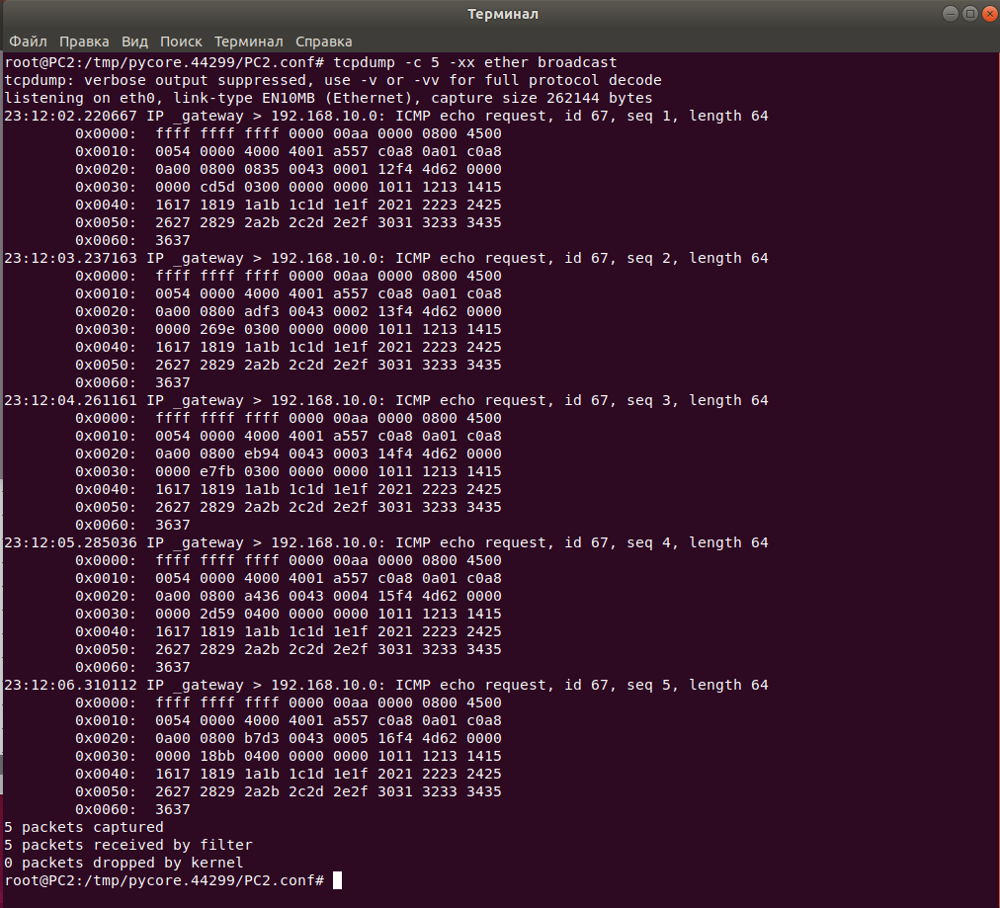 Терминал
Файл Правка Вид Поиск Терминал Справка
root@PC2:/tmp/pycore.44299/PC2.conf# tcpdump -c 5 -xx ether broadcast
tcpdump: verbose output suppressed, use -v or -vv for full protocol decode
listening on eth0, link-type EN10MB (Ethernet), capture size 262144 bytes
23:12:02.220667 IP _gateway > 192.168.10.0: ICMP echo request, id 67, seq 1, length 64
0x0000: ffff ffff ffff 0000 00aa 0000 0800 4500
0x0010: 0054 0000 4000 4001 a557 c0a8 0a01 c0a8
0x0020: 0a00 0800 0835 0043 0001 12f4 4d62 0000
0x0030: 0000 cd5d 0300 0000 0000 1011 1213 1415
0x0040: 1617 1819 1a1b 1c1d 1e1f 2021 2223 2425
0x0050: 2627 2829 2a2b 2c2d 2e2f 3031 3233 3435
0x0060: 3637
23:12:03.237163 IP _gateway > 192.168.10.0: ICMP echo request, id 67, seq 2, length 64
0x0000: ffff ffff ffff 0000 00aa 0000 0800 4500
0x0010: 0054 0000 4000 4001 a557 c0a8 0a01 c0a8
0x0020: 0a00 0800 adf3 0043 0002 13f4 4d62 0000
0x0030: 0000 269e 0300 0000 0000 1011 1213 1415
0x0040: 1617 1819 1a1b 1c1d 1e1f 2021 2223 2425
0x0050: 2627 2829 2a2b 2c2d 2e2f 3031 3233 3435
0x0060: 3637
23:12:04.261161 IP _gateway > 192.168.10.0: ICMP echo request, id 67, seq 3, length 64
0x0000: ffff ffff ffff 0000 00aa 0000 0800 4500
0x0010: 0054 0000 4000 4001 a557 c0a8 0a01 c0a8
0x0020: 0a00 0800 eb94 0043 0003 14f4 4d62 0000
0x0030: 0000 e7fb 0300 0000 0000 1011 1213 1415
0x0040: 1617 1819 1a1b 1c1d 1e1f 2021 2223 2425
0x0050: 2627 2829 2a2b 2c2d 2e2f 3031 3233 3435
0x0060: 3637
23:12:05.285036 IP _gateway > 192.168.10.0: ICMP echo request, id 67, seq 4, length 64
0x0000: ffff ffff ffff 0000 00aa 0000 0800 4500
0x0010: 0054 0000 4000 4001 a557 c0a8 0a01 c0a8
0x0020: 0a00 0800 a436 0043 0004 15f4 4d62 0000
0x0030: 0000 2d59 0400 0000 0000 1011 1213 1415
0x0040: 1617 1819 1a1b 1c1d 1e1f 2021 2223 2425
0x0050: 2627 2829 2a2b 2c2d 2e2f 3031 3233 3435
0x0060: 3637
23:12:06.310112 IP _gateway > 192.168.10.0: ICMP echo request, id 67, seq 5, length 64
0x0000: ffff ffff ffff 0000 00aa 0000 0800 4500
0x0010: 0054 0000 4000 4001 a557 c0a8 0a01 c0a8
0x0020: 0a00 0800 b7d3 0043 0005 16f4 4d62 0000
0x0030: 0000 18bb 0400 0000 0000 1011 1213 1415
0x0040: 1617 1819 1a1b 1c1d 1e1f 2021 2223 2425
0x0050: 2627 2829 2a2b 2c2d 2e2f 3031 3233 3435
0x0060: 3637
5 packets captured
5 packets received by filter
0 packets dropped by kernel
root@PC2:/tmp/pycore.44299/PC2.conf#